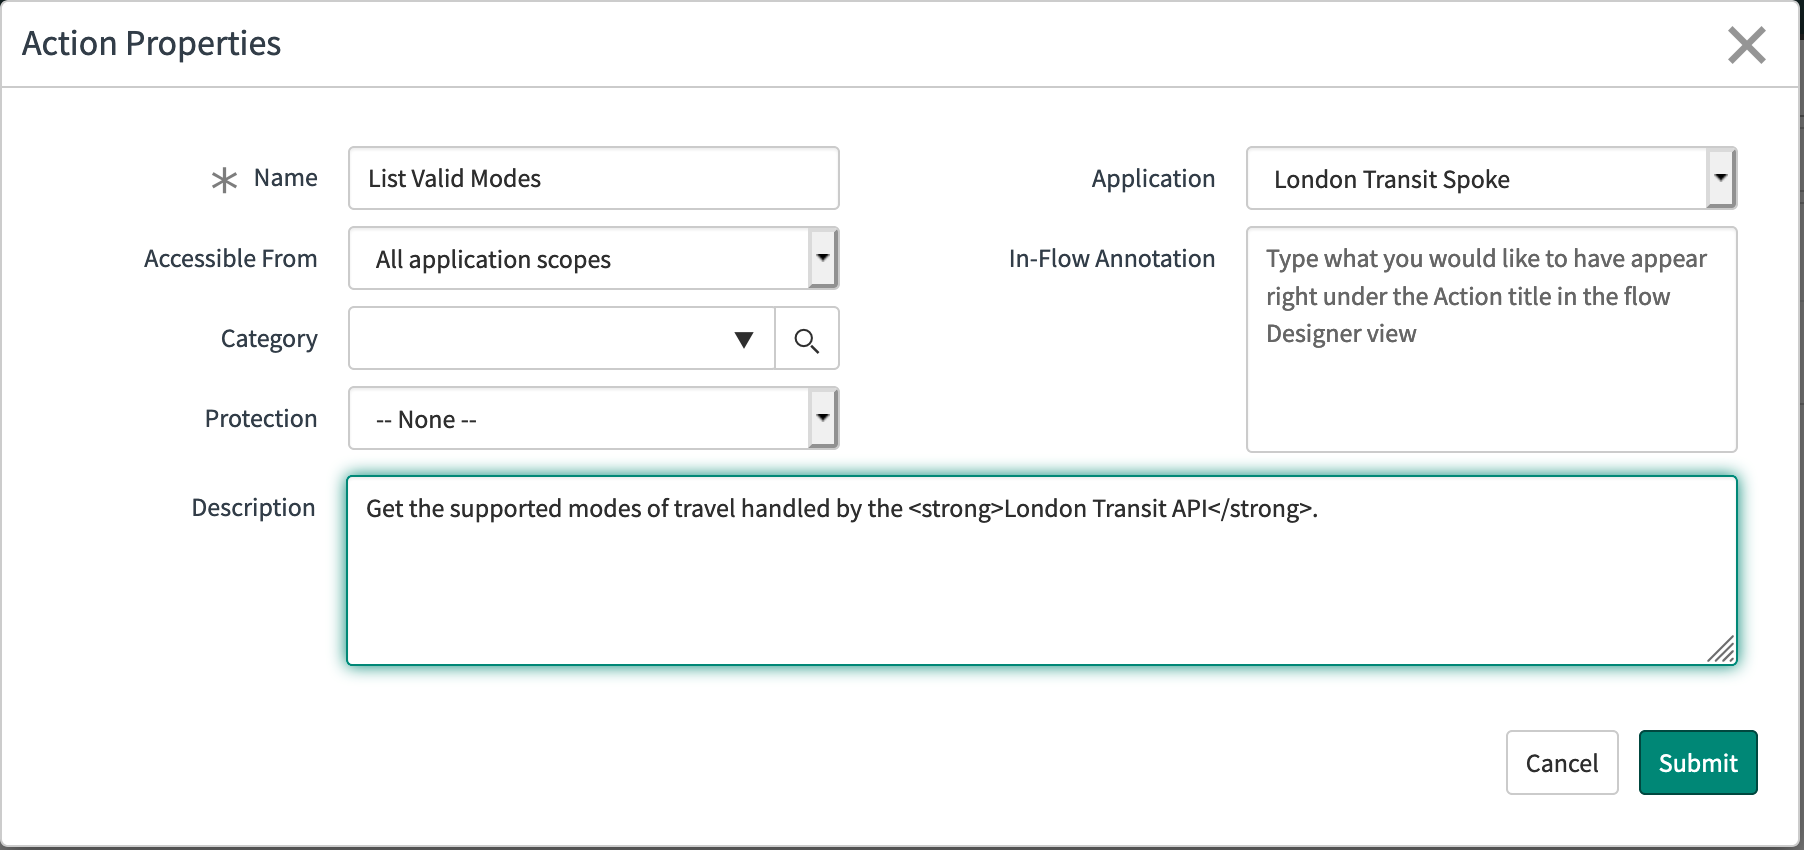 Action Properties
Name
List Valid Modes
Application
London Transit Spoke
Accessible From
All application scopes
In-Flow Annotation
Type what you would like to have appear
right under the Action title in the flow
Designer view
Category
Protection
-- None --
Description
Get the supported modes of travel handled by the <strong>London Transit API</strong>.
Cancel
Submit